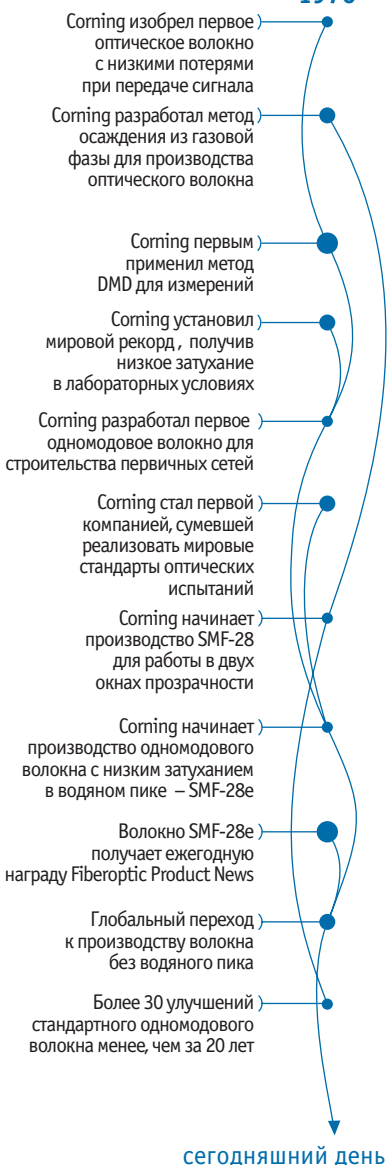 1970
Corning изобрел первое
оптическое волокно
с низкими потерями
при передаче сигнала
Corning разработал метод
осаждения из газовой
фазы для производства
оптического волокна
Corning первым
применил метод
DMD для измерений
Corning установил
мировой рекорд , получив
низкое затухание
в лабораторных условиях
Corning разработал первое
одномодовое волокно для
строительства первичных сетей
Corning стал первой
компанией, сумевшей
реализовать мировые
стандарты оптических
испытаний
Corning начинает
производство SMF-28
для работы в двух
окнах прозрачности
Corning начинает
производство одномодового
волокна с низким затуханием
в водяном пике – SMF-28e
Волокно SMF-28e
получает ежегодную
награду Fiberoptic Product News
Глобальный переход
к производству волокна
без водяного пика
Более 30 улучшений
стандартного одномодового
волокна менее, чем за 20 лет
сегодняшний день